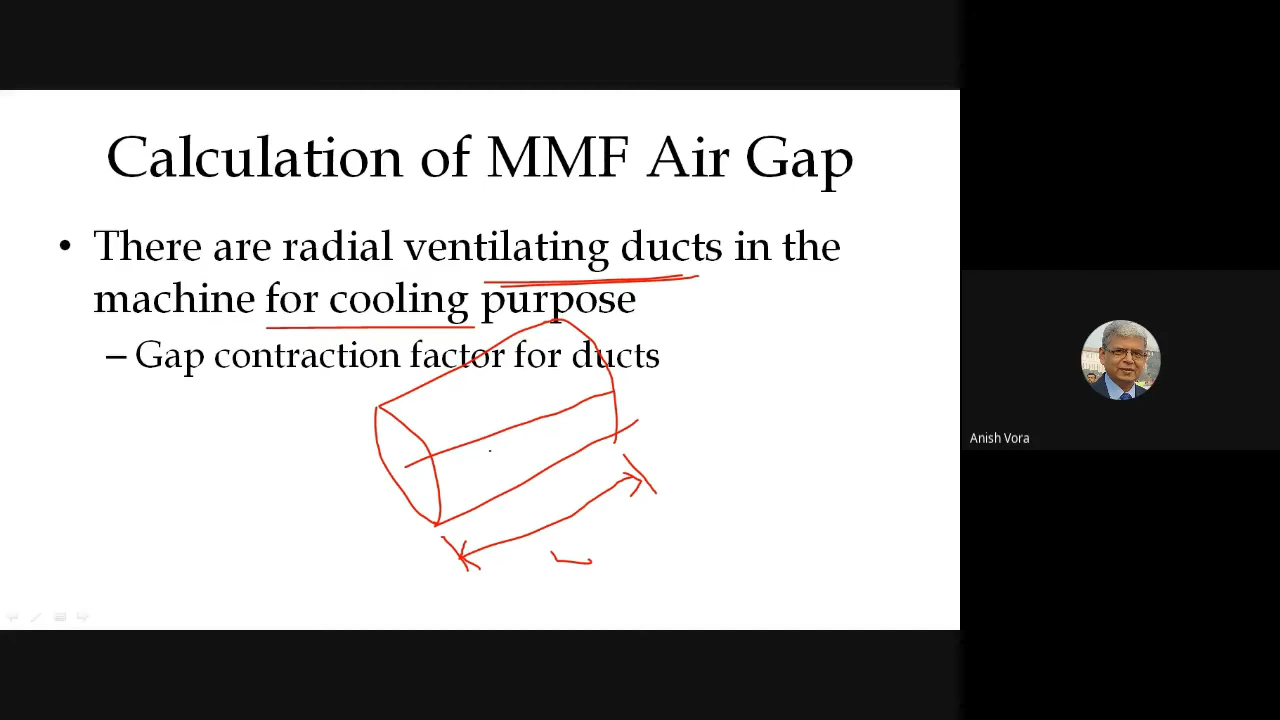 Calculation of MMF Air Gap
• There are radial ventilating ducts in the
machine for cooling purpose
– Gap contraction factor for ducts
Anish Vora